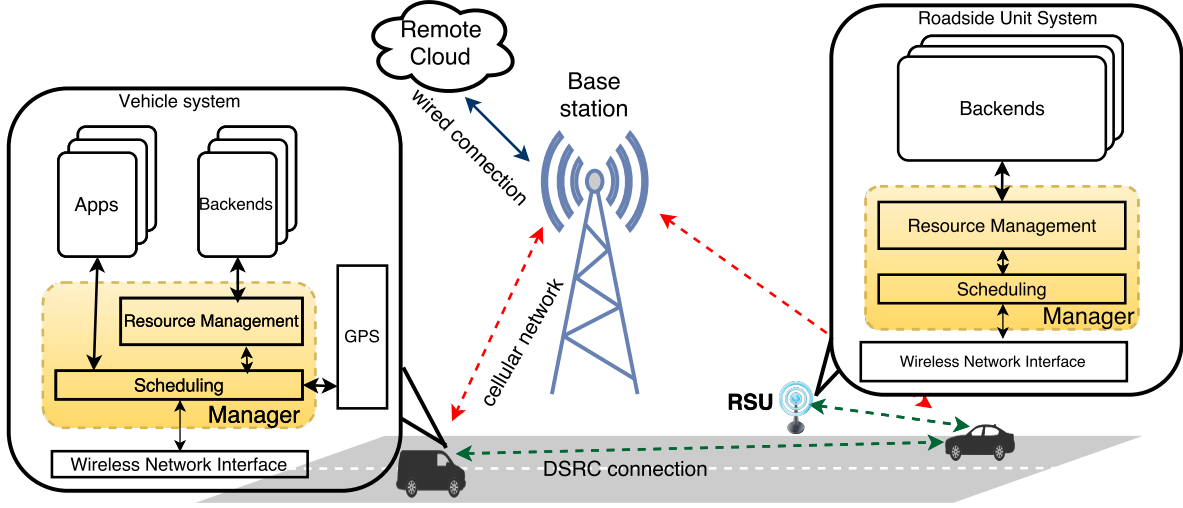 Vehicle system
Apps
Backends
Resource Management
Scheduling
Manager
GPS
Wireless Network Interface
Remote
Cloud
wired connection
Base
station
cellular network
DSRC connection
RSU
Roadside Unit System
Backends
Resource Management
Scheduling
Manager
Wireless Network Interface